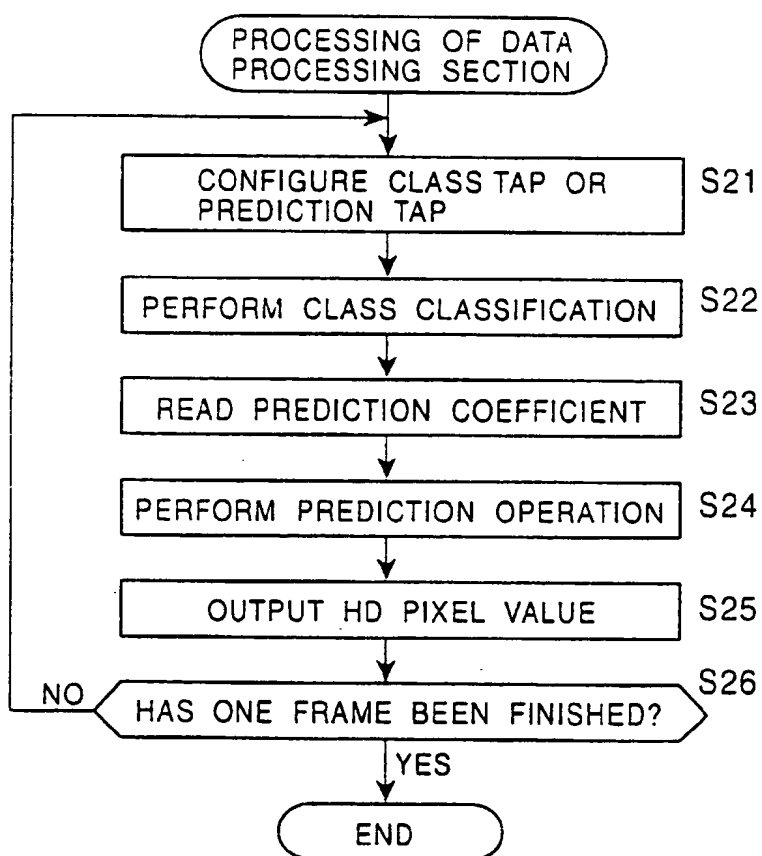 PROCESSING OF DATA
PROCESSING SECTION
CONFIGURE CLASS TAP OR
PREDICTION TAP
S21
PERFORM CLASS CLASSIFICATION
S22
READ PREDICTION COEFFICIENT
S23
PERFORM PREDICTION OPERATION
S24
OUTPUT HD PIXEL VALUE
S25
S26
NO
HAS ONE FRAME BEEN FINISHED?
YES
END